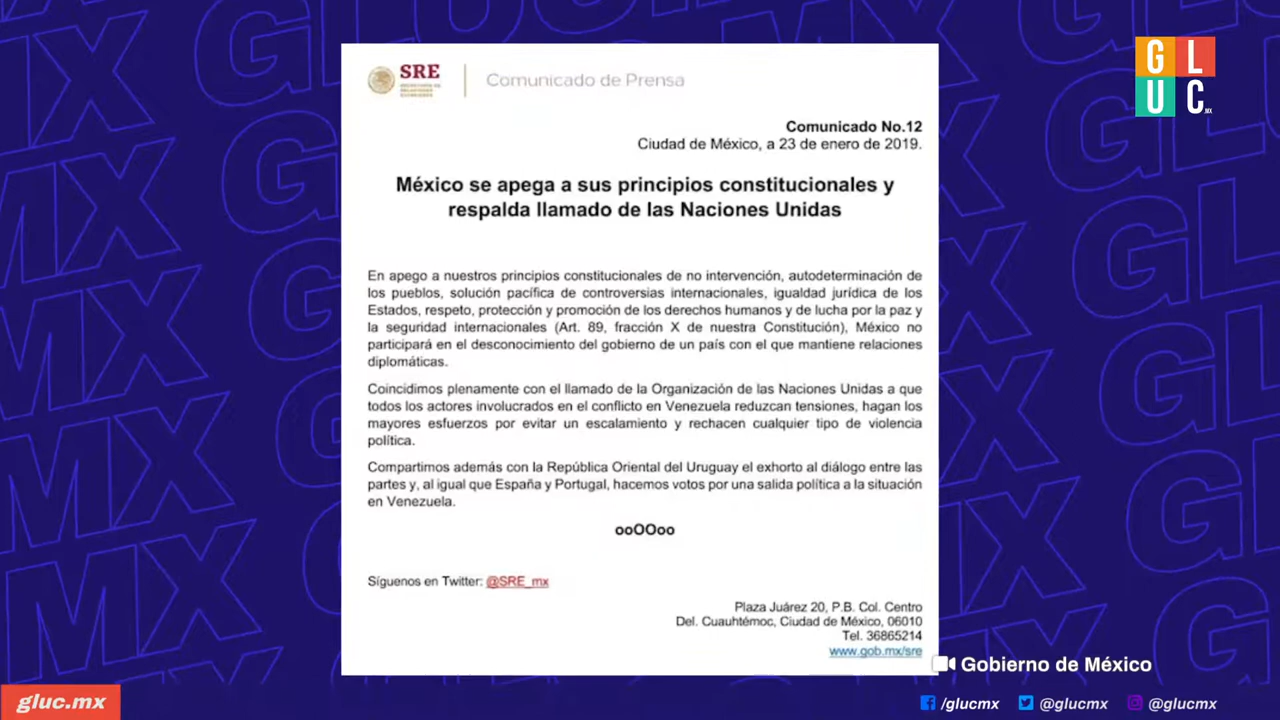 SRE
SECRETARÍA DE
RELACIONES
EXTERIORES
Comunicado de Prensa
GLUC.MX
Comunicado No.12
Ciudad de México, a 23 de enero de 2019.
México se apega a sus principios constitucionales y
respalda llamado de las Naciones Unidas
En apego a nuestros principios constitucionales de no intervención, autodeterminación de
los pueblos, solución pacífica de controversias internacionales, igualdad jurídica de los
Estados, respeto, protección y promoción de los derechos humanos y de lucha por la paz y
la seguridad internacionales (Art. 89, fracción X de nuestra Constitución), México no
participará en el desconocimiento del gobierno de un país con el que mantiene relaciones
diplomáticas.
Coincidimos plenamente con el llamado de la Organización de las Naciones Unidas a que
todos los actores involucrados en el conflicto en Venezuela reduzcan tensiones, hagan los
mayores esfuerzos por evitar un escalamiento y rechacen cualquier tipo de violencia
política.
Compartimos además con la República Oriental del Uruguay el exhorto al diálogo entre las
partes y, al igual que España y Portugal, hacemos votos por una salida política a la situación
en Venezuela.
ooOOoo
Síguenos en Twitter: @SRE_mx
Plaza Juárez 20, P.B. Col. Centro
Del. Cuauhtémoc, Ciudad de México, 06010
Tel. 36865214
www.gob.mx/sre
Gobierno de México
gluc.mx
/glucmx
@glucmx
@glucmx